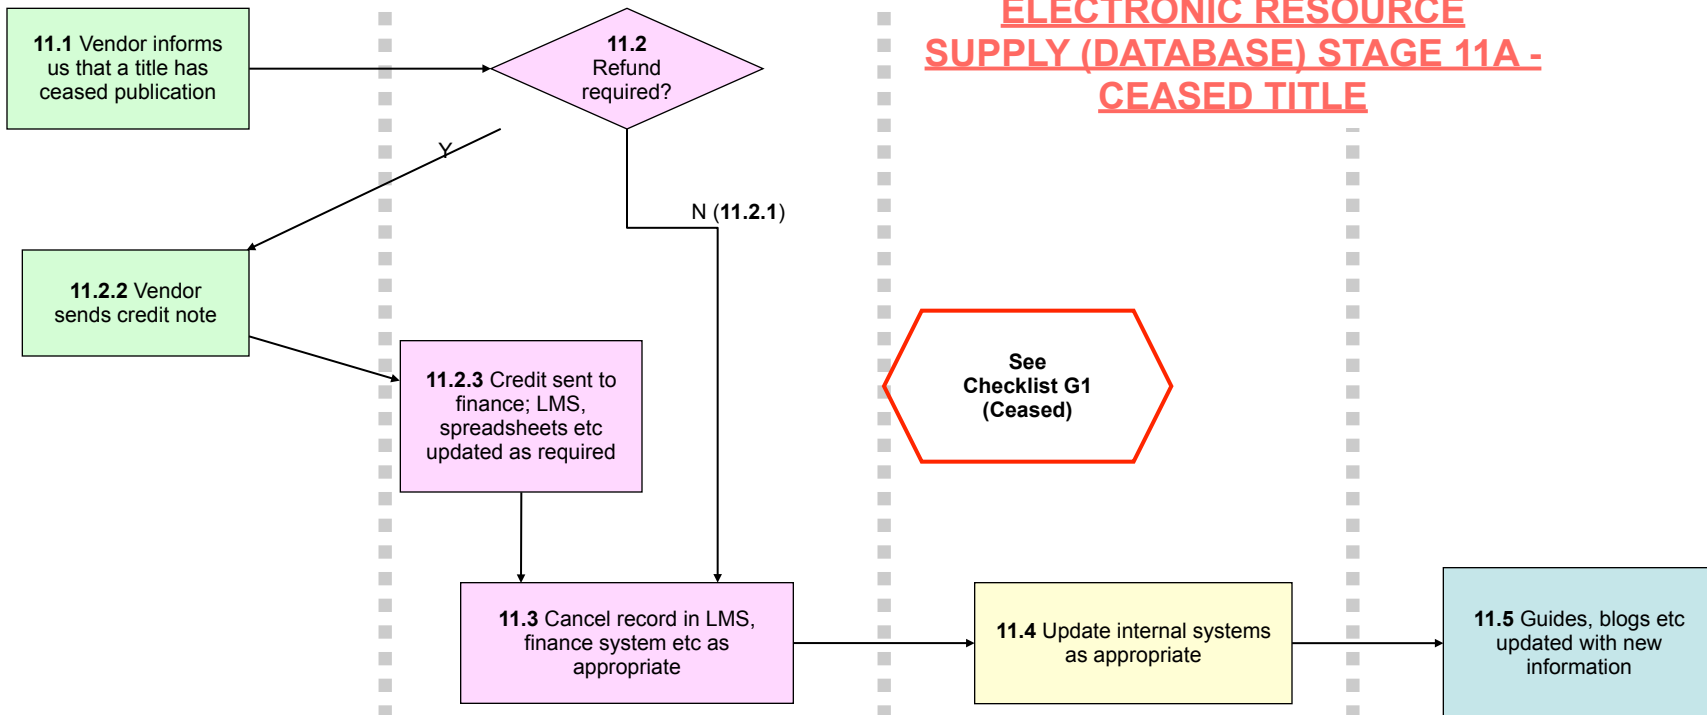 ELECTRONIC RESOURCE
SUPPLY (DATABASE) STAGE 11A -
CEASED TITLE
11.1 Vendor informs
us that a title has
ceased publication
11.2
Refund
required?
Y
N (11.2.1)
11.2.2 Vendor
sends credit note
11.2.3 Credit sent to
finance; LMS,
spreadsheets etc
updated as required
See
Checklist G1
(Ceased)
11.3 Cancel record in LMS,
finance system etc as
appropriate
11.4 Update internal systems
as appropriate
11.5 Guides, blogs etc
updated with new
information